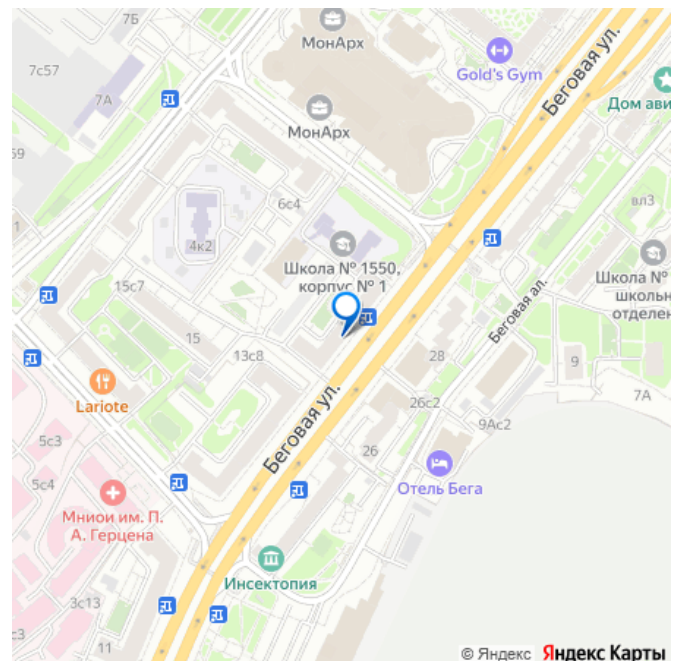 7Б
МонАрх
Gold's Gym
Беговая ул.
7с57
7А
Дом ави
МонАрх
59
вл3
6с4
4к2
Школа № 1550,
корпус № 1
Школа №
школьн
отделен
Беговая ал.
15с7
1
15
13с8
28
9
7А
Lariote
26с2
9Ас2
Беговая ул.
5с3
26
5с4
Отель Бега
Мниои им. П.
А. Герцена
Инсектопия
3с13
11
3
© Яндекс Яндекс Карты